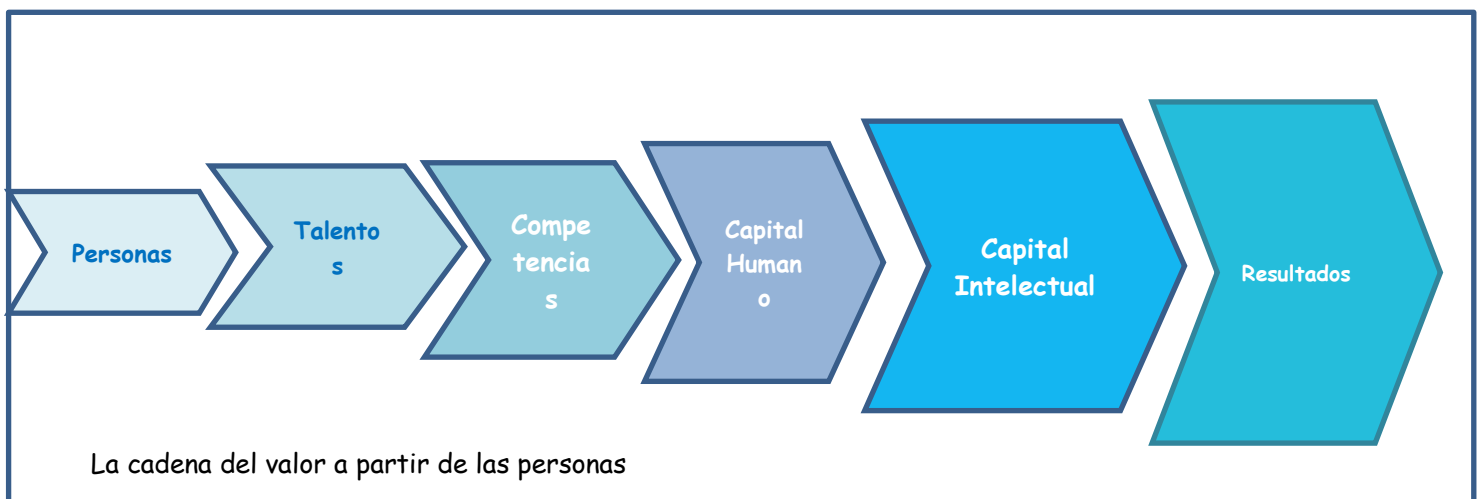 Personas
Talento
s
Compe
tencia
s
Capital
Human
o
Capital
Intelectual
Resultados
La cadena del valor a partir de las personas